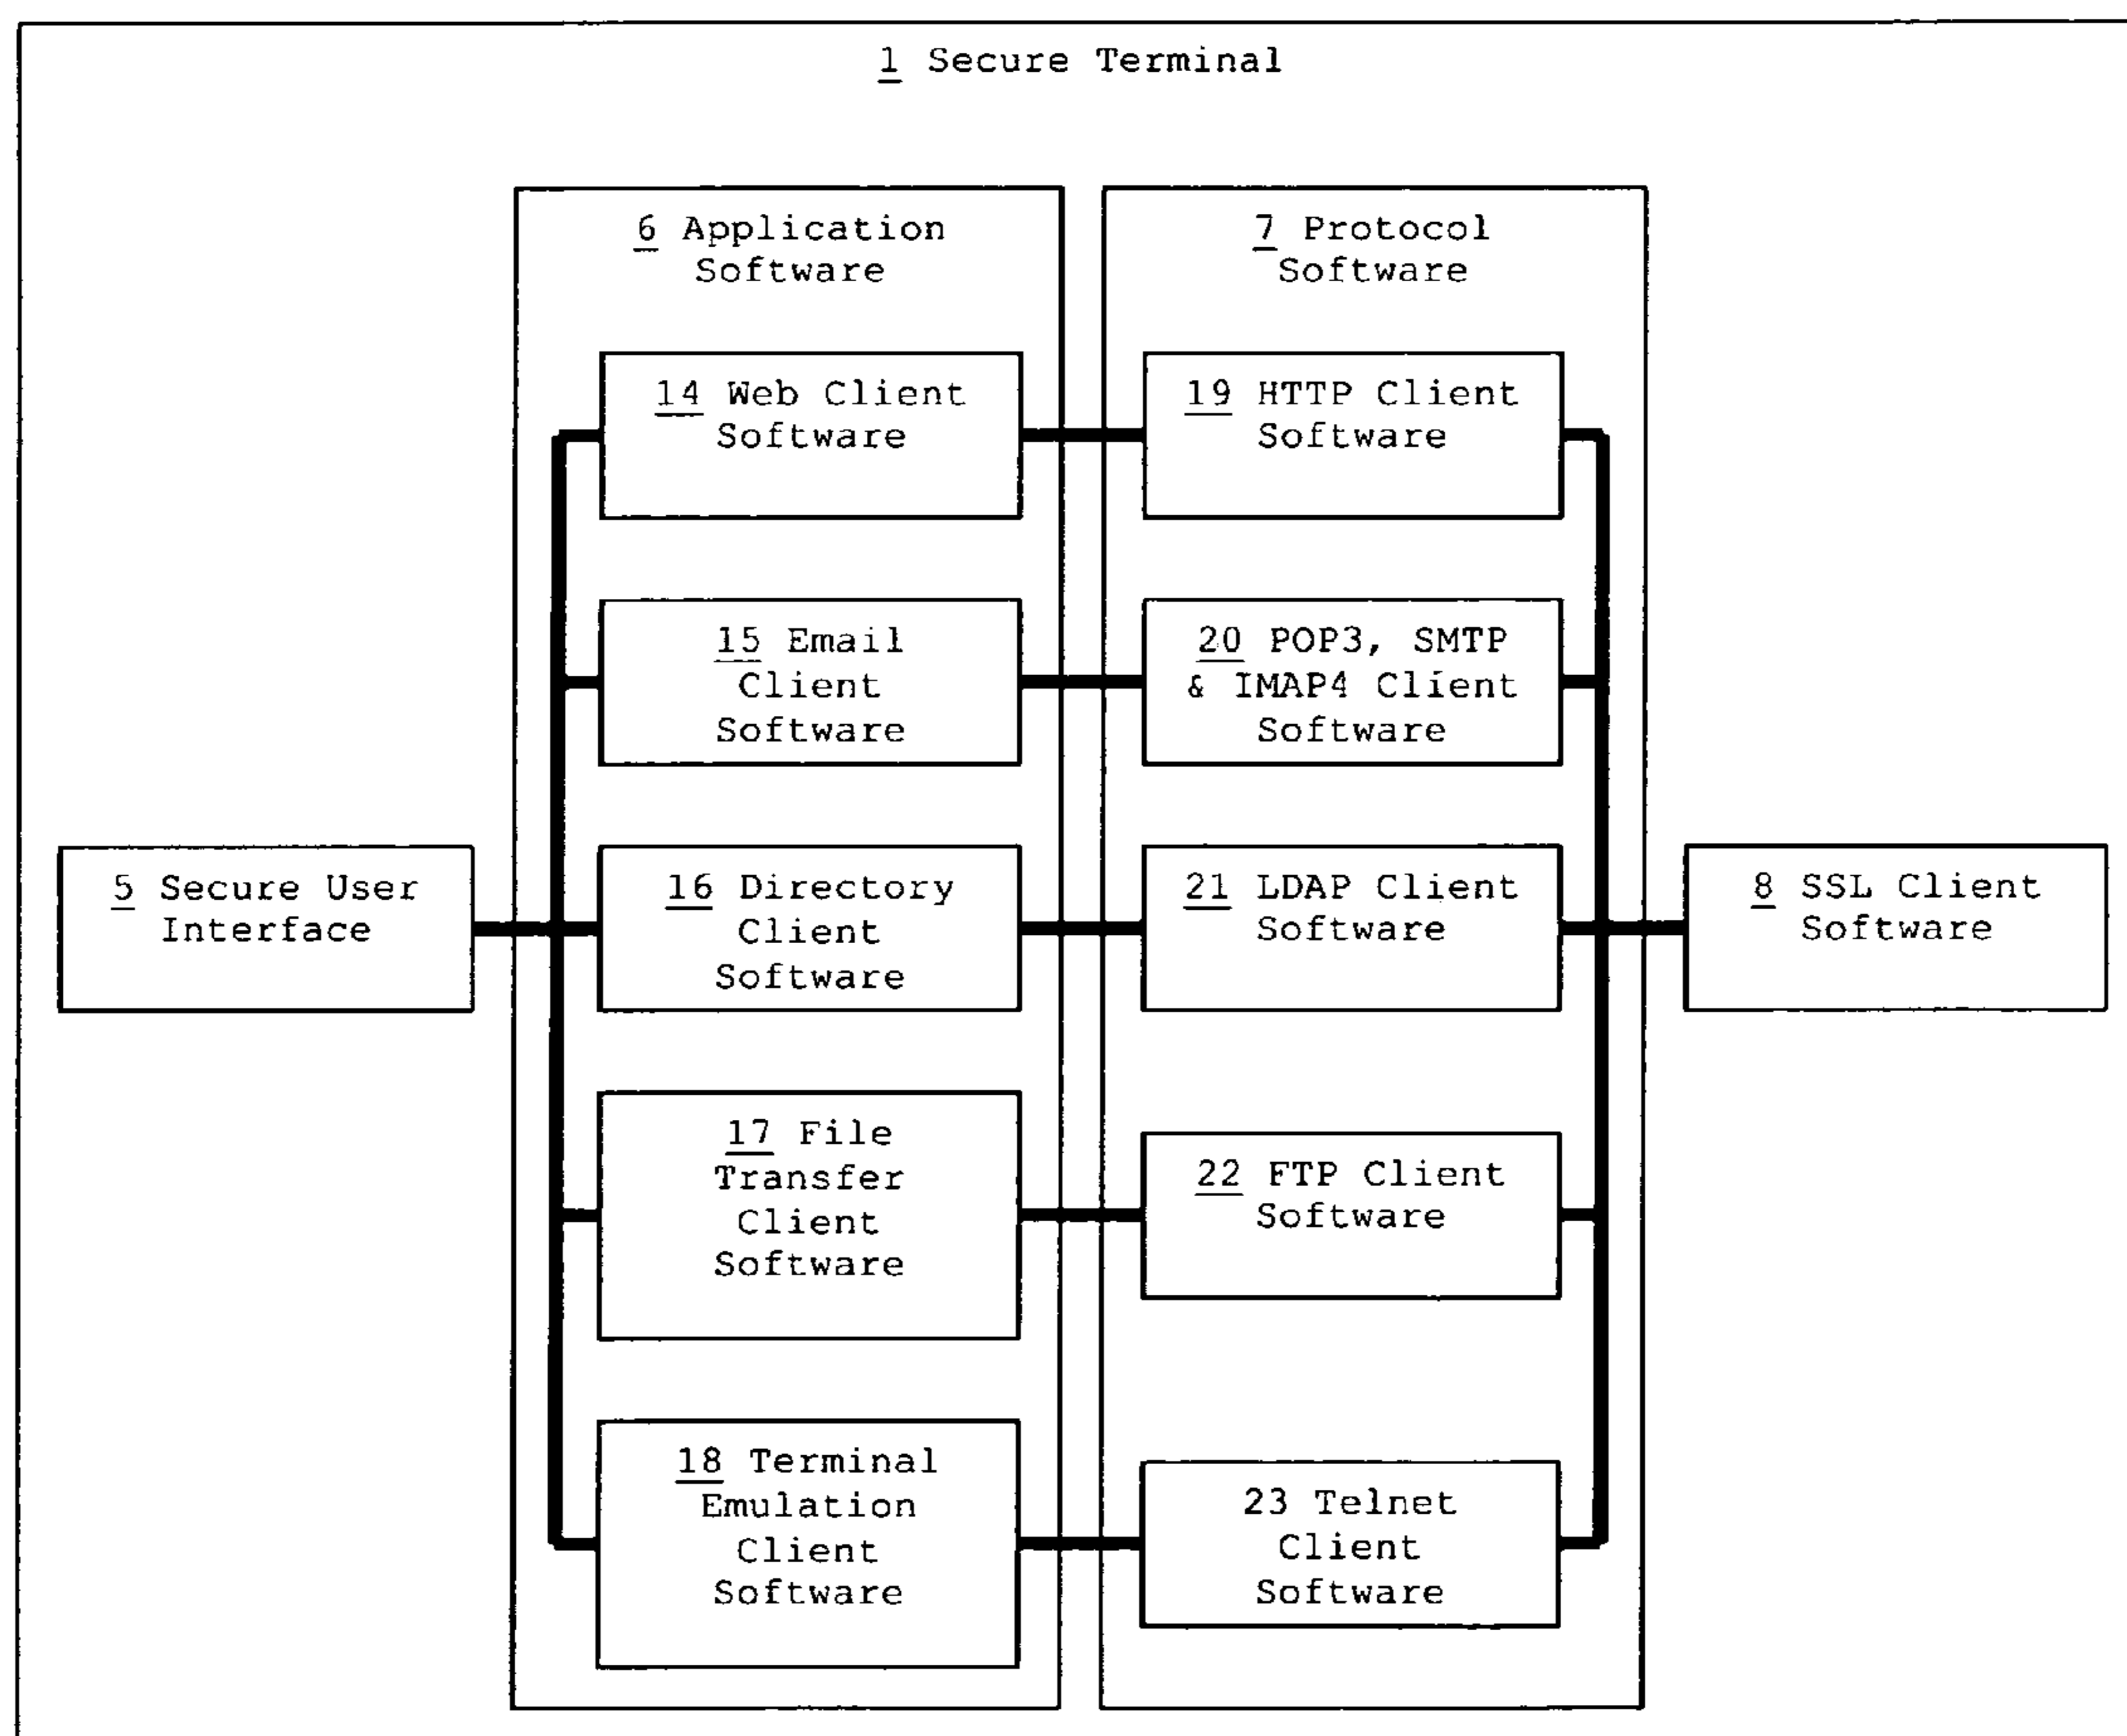 1 Secure Terminal
6 Application
Software
7 Protocol
Software
14 Web Client
Software
19 HTTP Client
Software
15 Email
Client
Software
20 POP3, SMTP
& IMAP4 Client
Software
5 Secure User
Interface
16 Directory
Client
Software
21 LDAP Client
Software
8 SSL Client
Software
17 File
Transfer
Client
Software
22 FTP Client
Software
18 Terminal
Emulation
Client
Software
23 Telnet
Client
Software